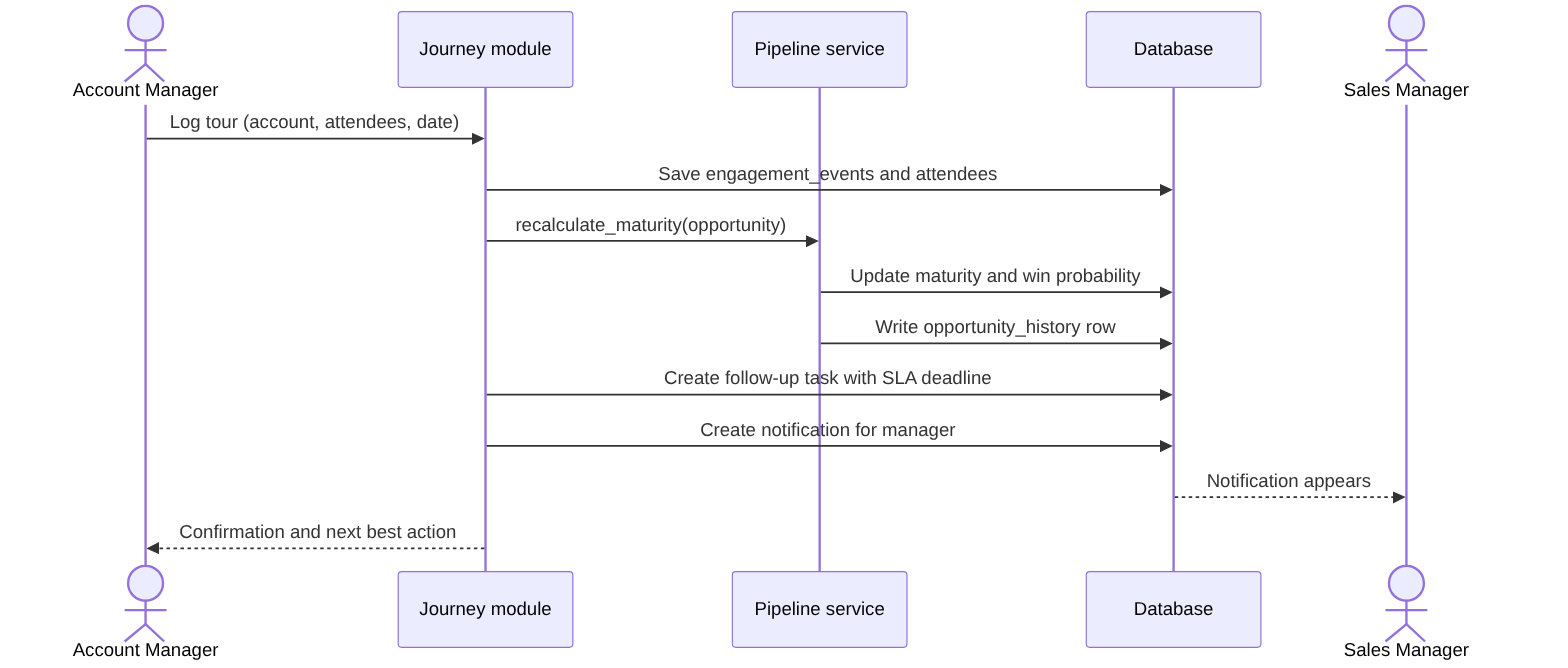 Account Manager
Journey module
Pipeline service
Database
Sales Manager
Log tour (account, attendees, date)
Save engagement_events and attendees
recalculate_maturity(opportunity)
Update maturity and win probability
Write opportunity_history row
Create follow-up task with SLA deadline
Create notification for manager
Notification appears
Confirmation and next best action
Account Manager
Journey module
Pipeline service
Database
Sales Manager